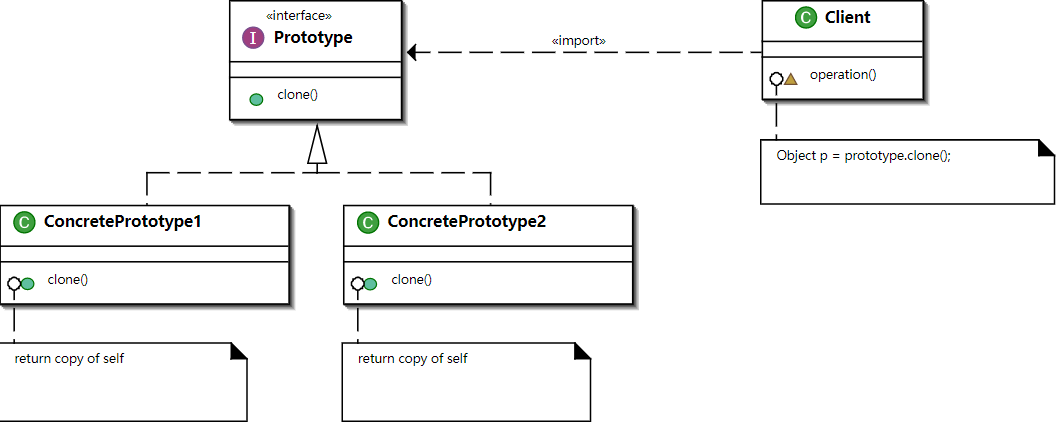 «interface»
I Prototype
clone()
«import»
C Client
operation()
Object p = prototype.clone();
C ConcretePrototype1
clone()
return copy of self
C ConcretePrototype2
clone()
return copy of self